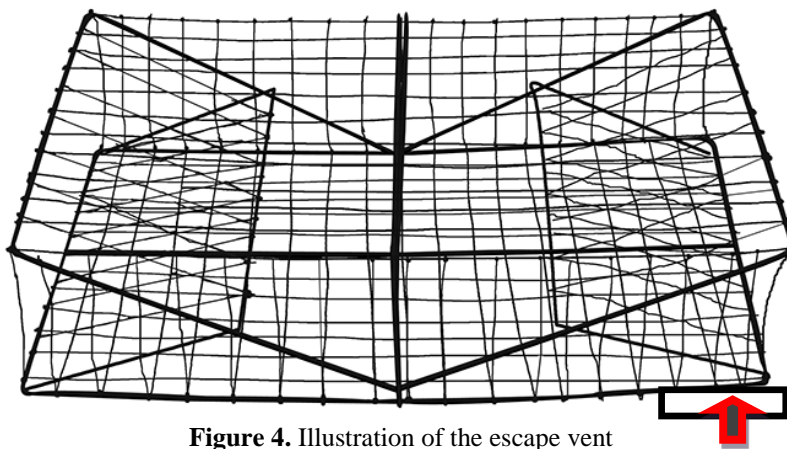 Figure 4. Illustration of the escape vent